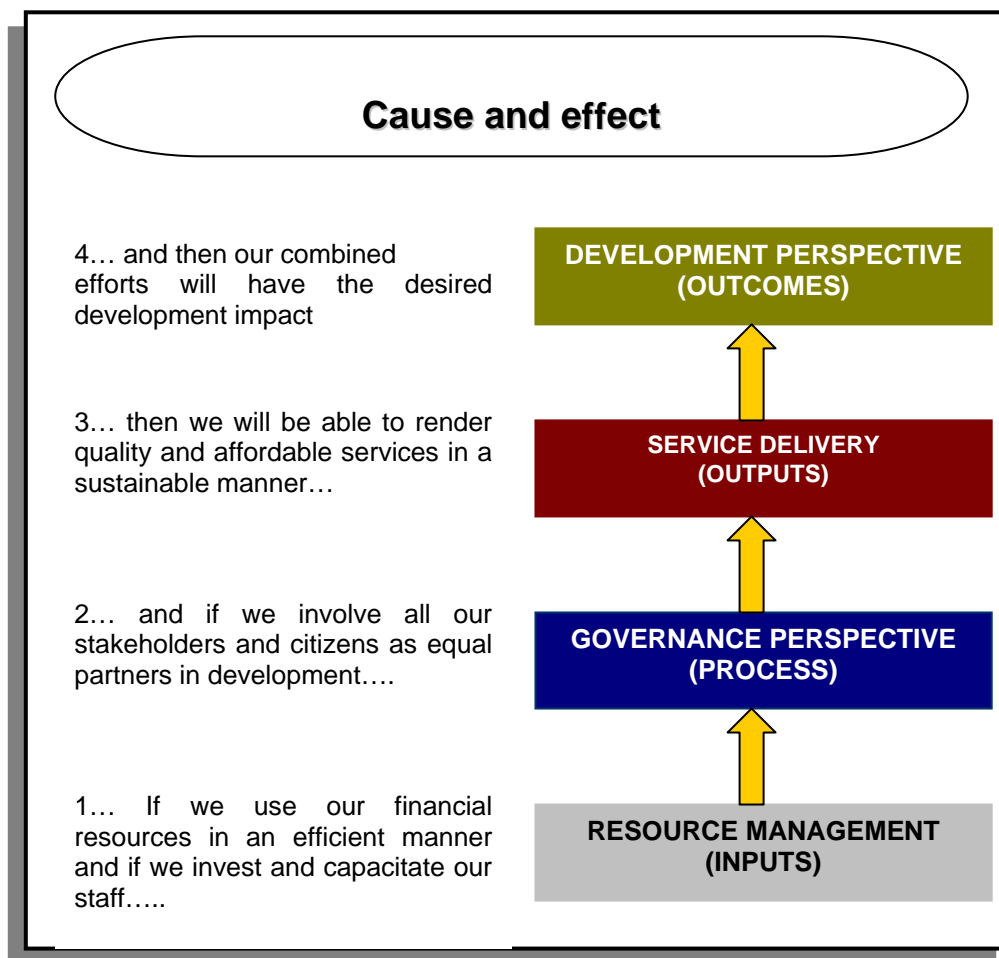 Cause and effect
4… and then our combined
efforts will have the desired
development impact
DEVELOPMENT PERSPECTIVE
(OUTCOMES)
3… then we will be able to render
quality and affordable services in a
sustainable manner…
SERVICE DELIVERY
(OUTPUTS)
2… and if we involve all our
stakeholders and citizens as equal
partners in development….
GOVERNANCE PERSPECTIVE
(PROCESS)
1… If we use our financial
resources in an efficient manner
and if we invest and capacitate our
staff…..
RESOURCE MANAGEMENT
(INPUTS)